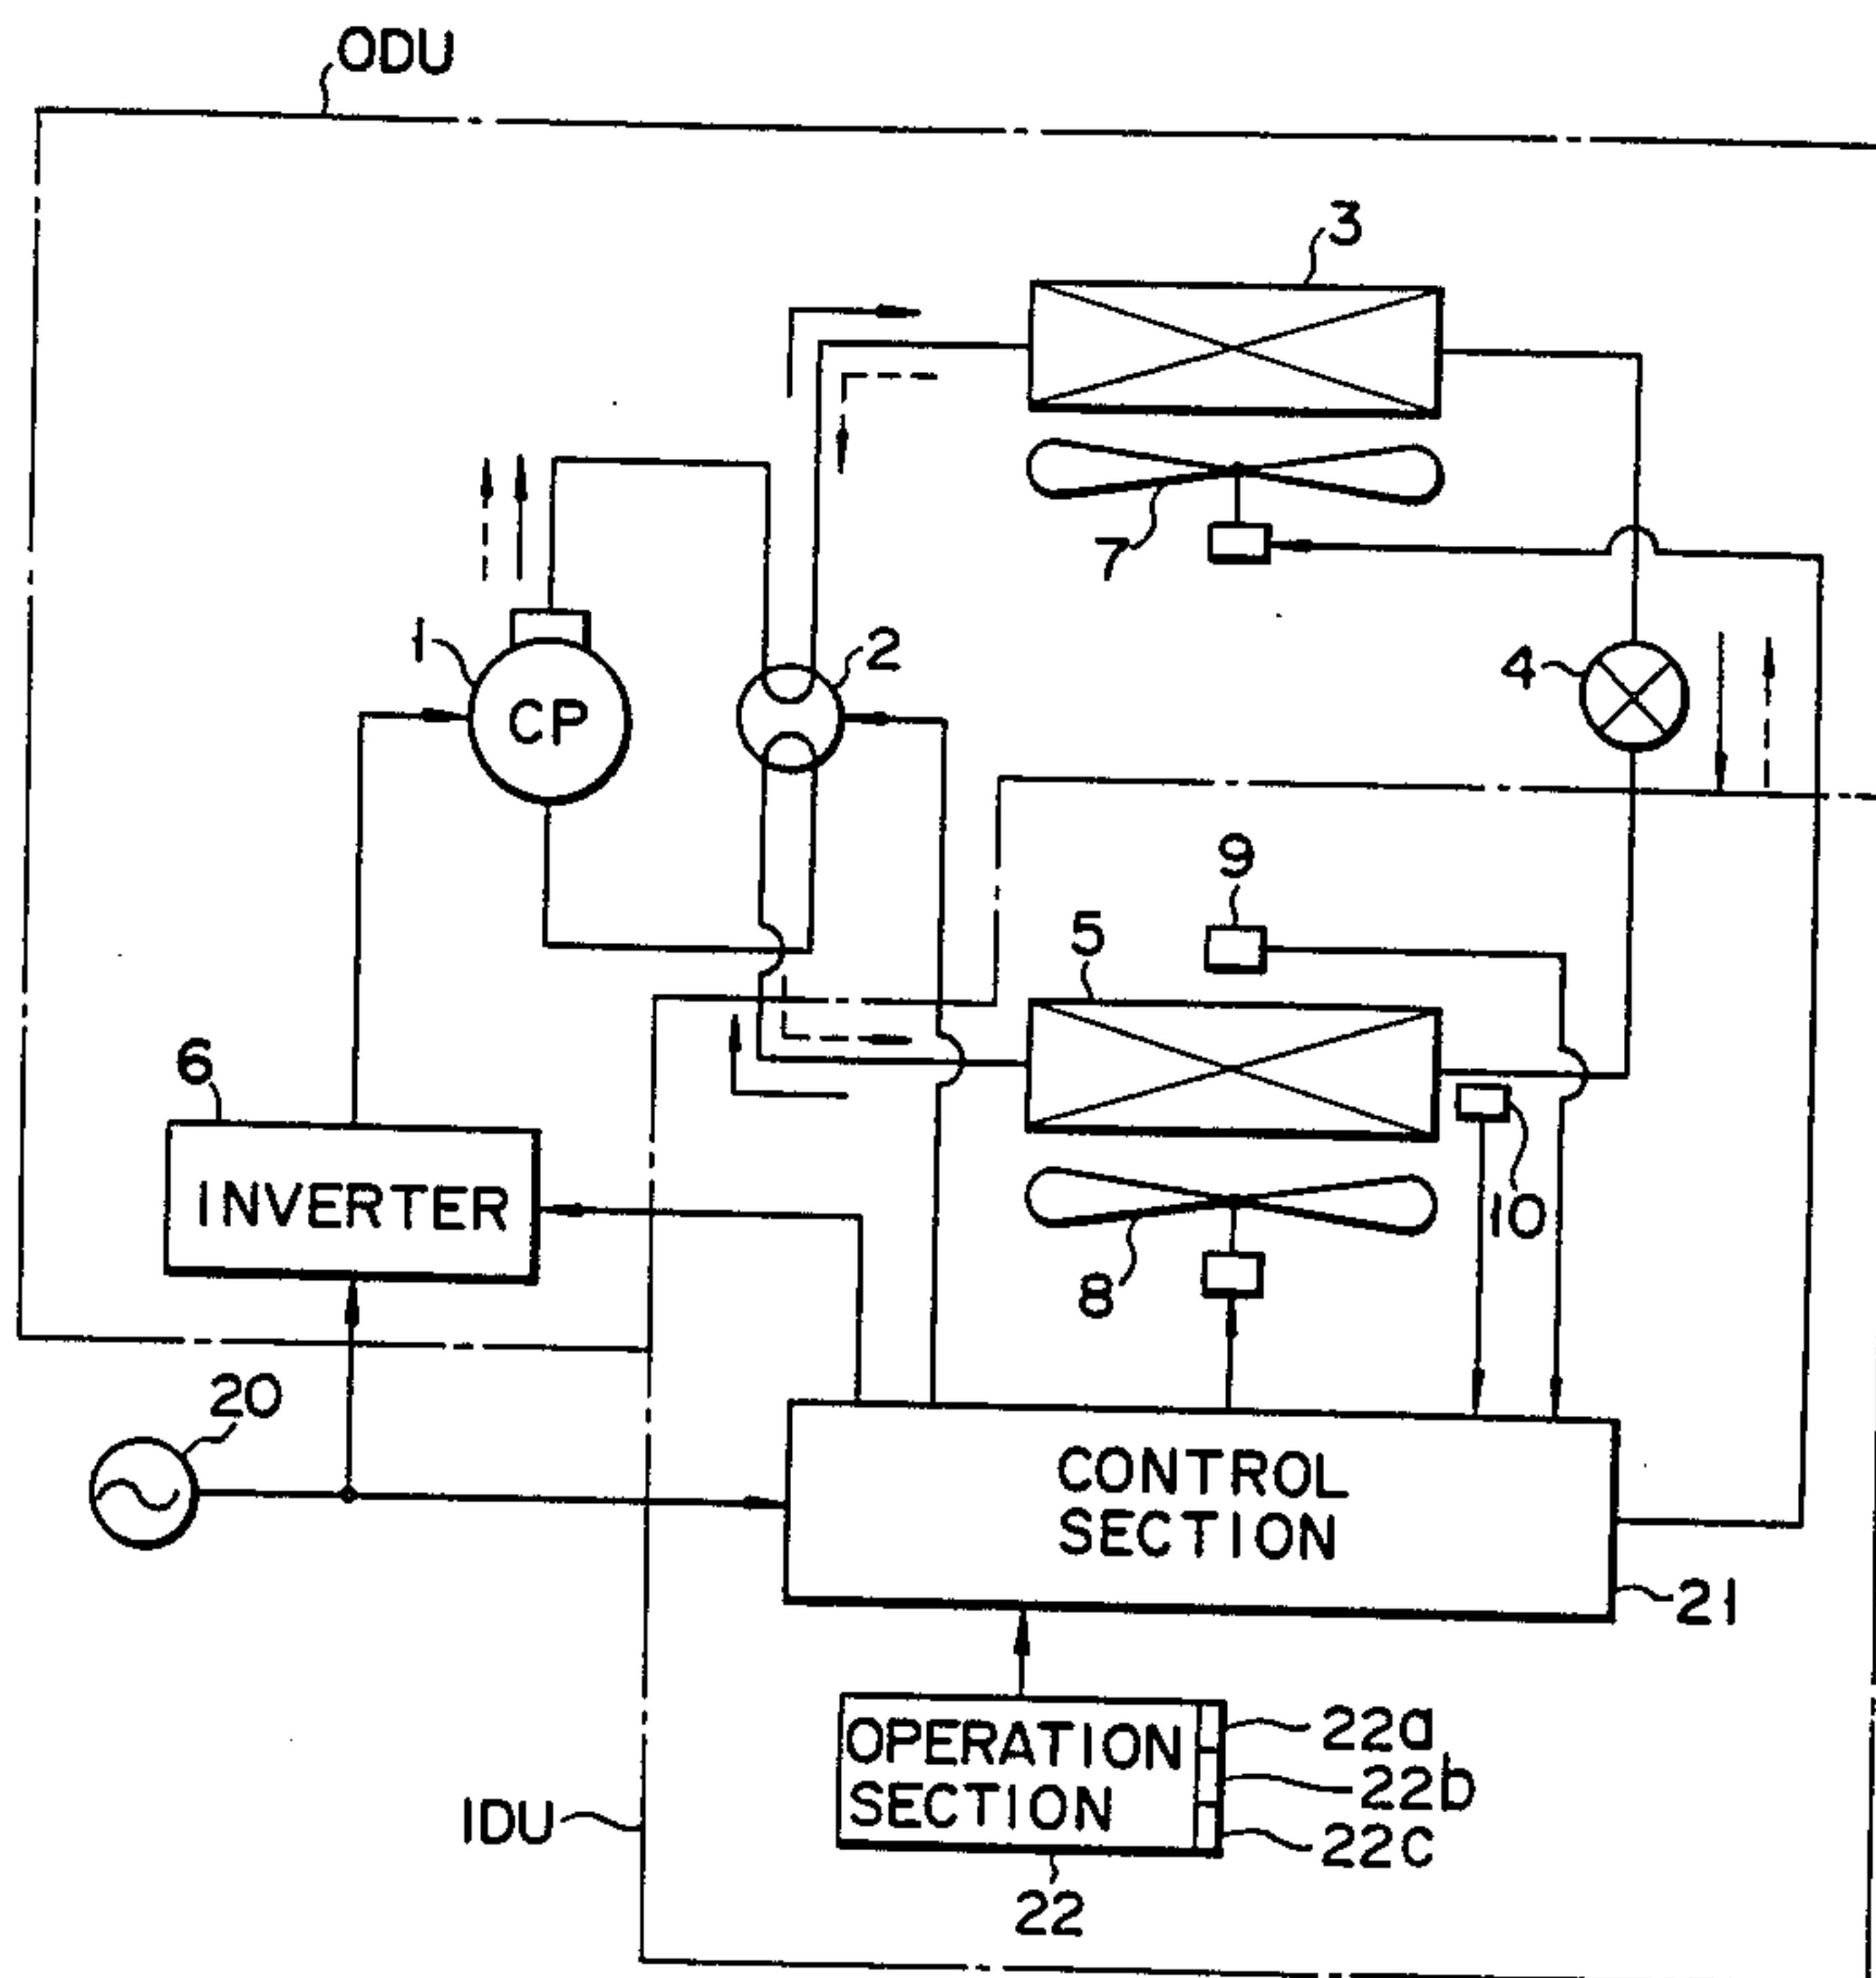 ODU
3
7
1
CP
2
4
9
5
6
INVERTER
10
8
20
CONTROL
SECTION
21
OPERATION
SECTION
22a
22b
22c
IDU
22